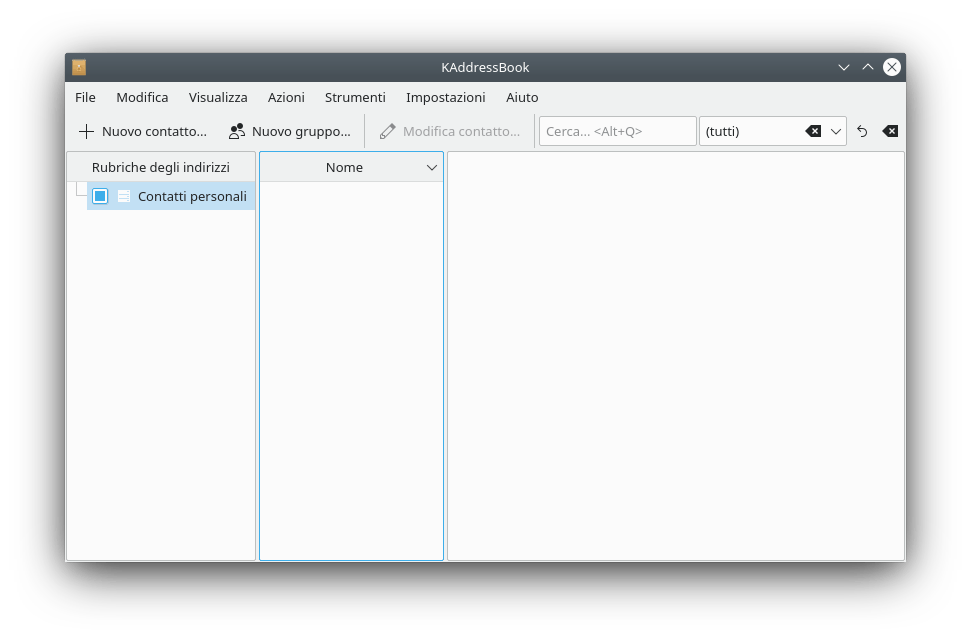 KAddressBook
File Modifica Visualizza Azioni Strumenti Impostazioni Aiuto
Nuovo contatto... Nuovo gruppo... Modifica contatto... Cerca... <Alt+Q> (tutti)
Rubriche degli indirizzi Nome
Contatti personali